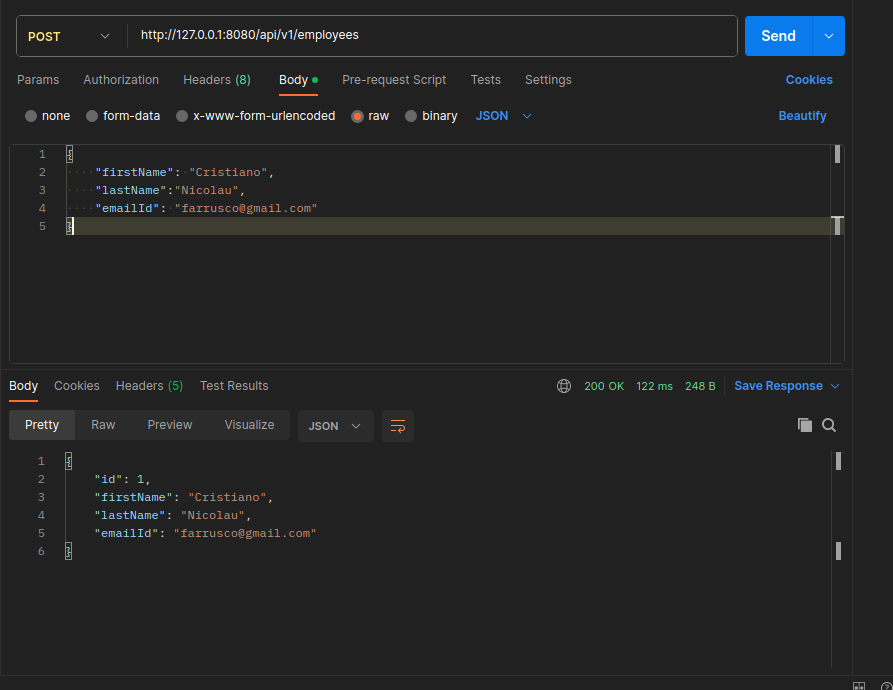 POST http://127.0.0.1:8080/api/v1/employees Send
Params Authorization Headers (8) Body Pre-request Script Tests Settings Cookies
none form-data x-www-form-urlencoded raw binary JSON Beautify
1 {
2 "firstName": "Cristiano",
3 "lastName":"Nicolau",
4 "emailId": "farrusco@gmail.com"
5 }
Body Cookies Headers (5) Test Results 200 OK 122 ms 248 B Save Response
Pretty Raw Preview Visualize JSON
1 {
2 "id": 1,
3 "firstName": "Cristiano",
4 "lastName": "Nicolau",
5 "emailId": "farrusco@gmail.com"
6 }